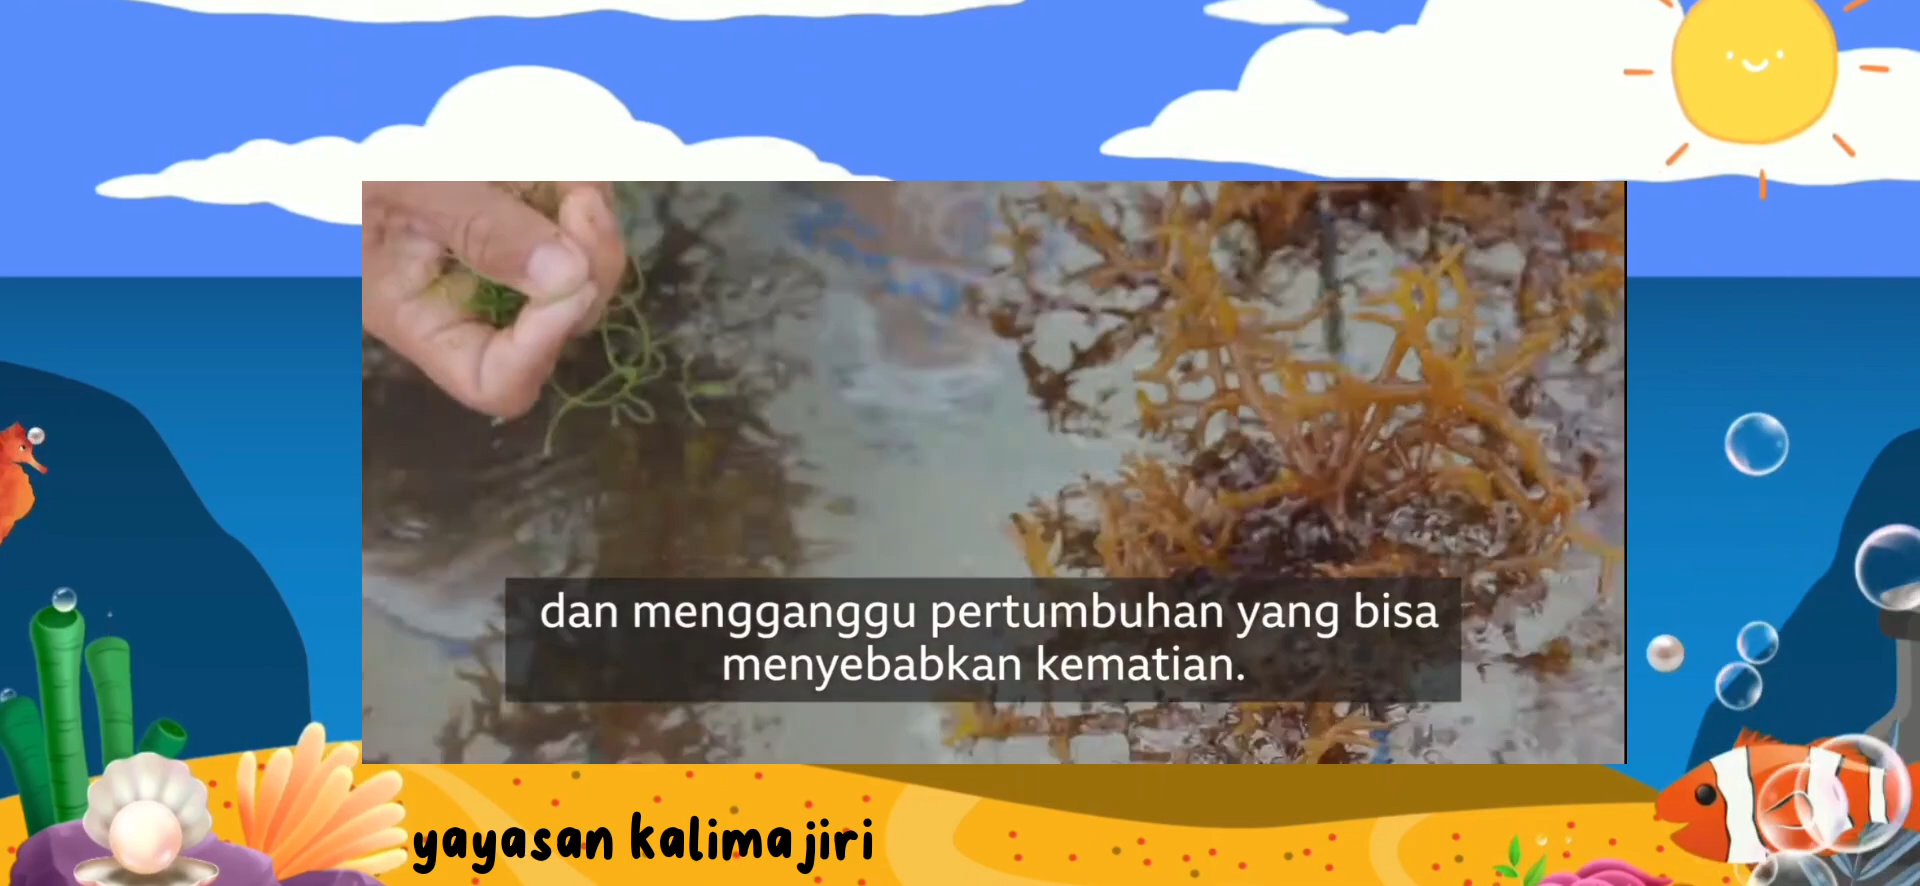 dan mengganggu pertumbuhan yang bisa
menyebabkan kematian.
yayasan kalimajiri